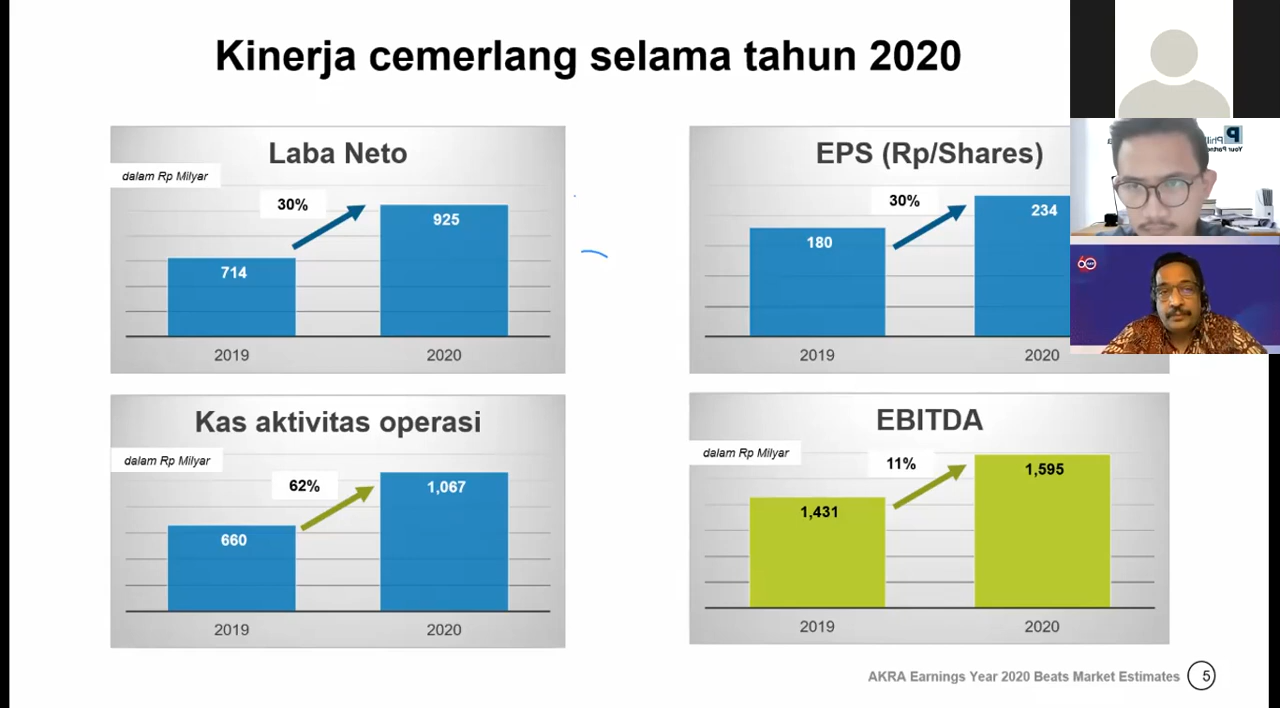 Kinerja cemerlang selama tahun 2020
Laba Neto
dalam Rp Milyar
30%
714
925
2019
2020
EPS (Rp/Shares)
30%
180
234
2019
2020
Kas aktivitas operasi
dalam Rp Milyar
62%
660
1,067
2019
2020
EBITDA
dalam Rp Milyar
11%
1,431
1,595
2019
2020
AKRA Earnings Year 2020 Beats Market Estimates 5